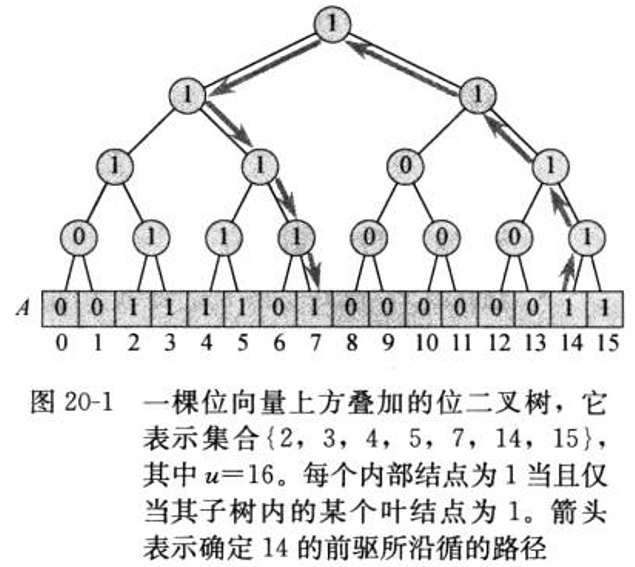 1
1 1
1 1 0 1
0 1 1 1 0 0 0 1
A 0 0 1 1 1 1 0 1 0 0 0 0 0 0 1 1
0 1 2 3 4 5 6 7 8 9 10 11 12 13 14 15
图 20-1 一棵位向量上方叠加的位二叉树，它
表示集合{2，3，4，5，7，14，15}，
其中 u=16。每个内部结点为 1 当且仅
当其子树内的某个叶结点为 1。箭头
表示确定 14 的前驱所沿循的路径